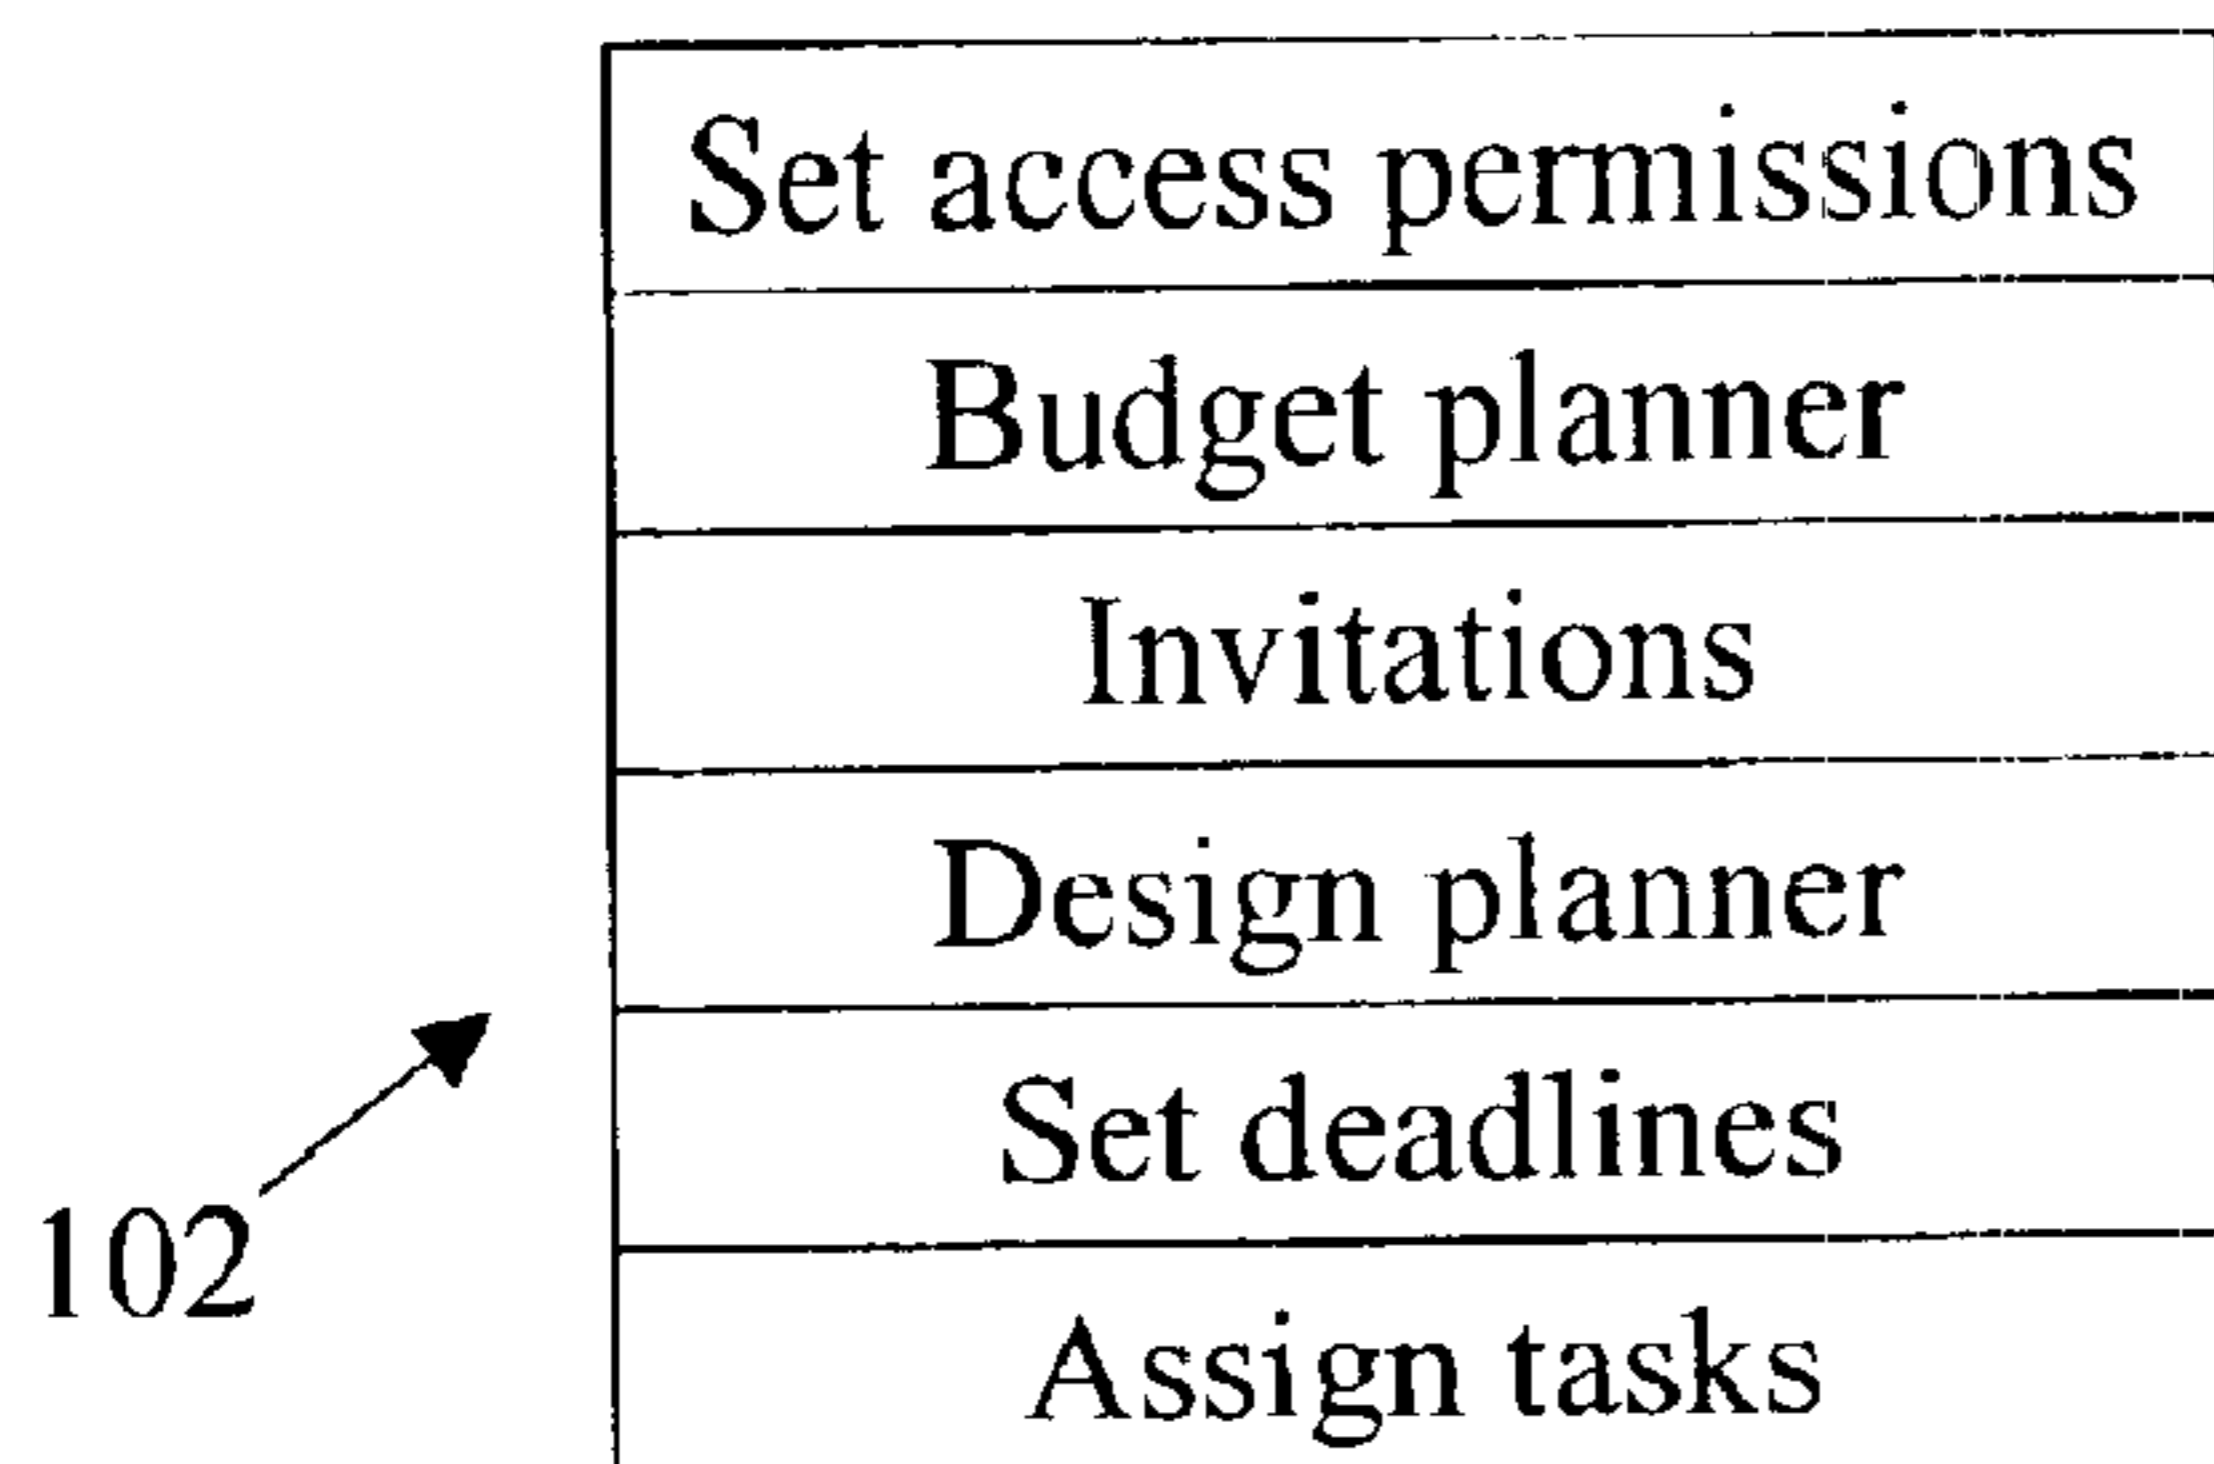 Set access permissions
Budget planner
Invitations
Design planner
Set deadlines
102
Assign tasks